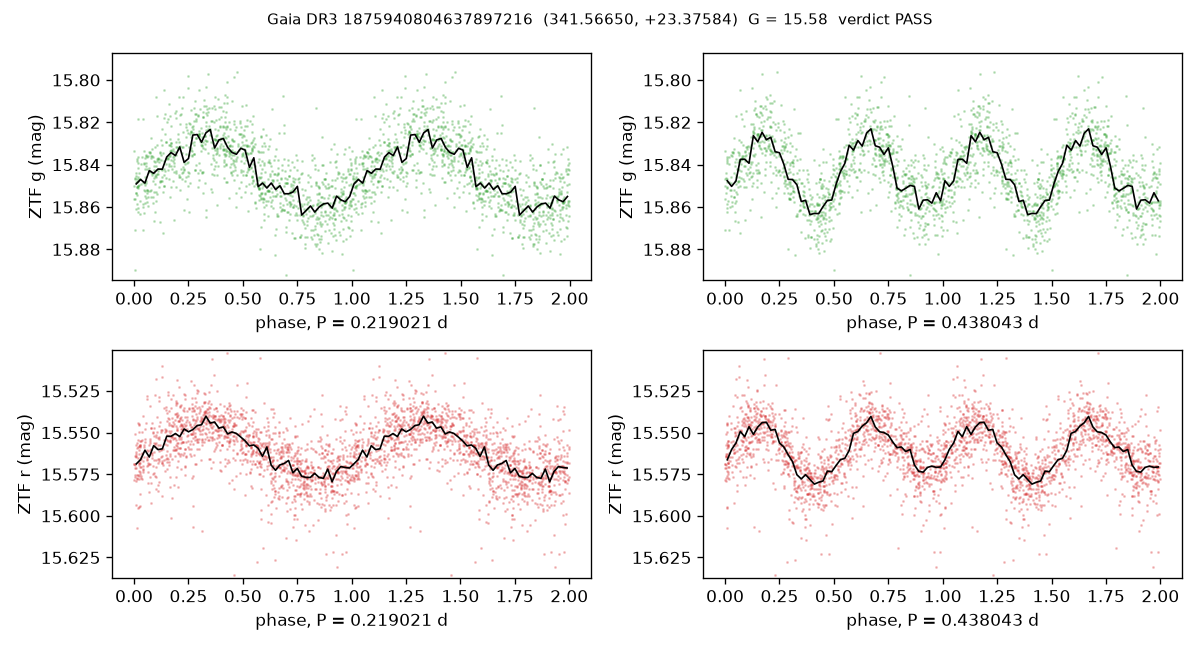 Gaia DR3 1875940804637897216 (341.56650, +23.37584) G = 15.58 verdict PASS
ZTF g (mag)
15.80
15.82
15.84
15.86
15.88
0.00 0.25 0.50 0.75 1.00 1.25 1.50 1.75 2.00
phase, P = 0.219021 d
ZTF g (mag)
15.80
15.82
15.84
15.86
15.88
0.00 0.25 0.50 0.75 1.00 1.25 1.50 1.75 2.00
phase, P = 0.438043 d
ZTF r (mag)
15.525
15.550
15.575
15.600
15.625
0.00 0.25 0.50 0.75 1.00 1.25 1.50 1.75 2.00
phase, P = 0.219021 d
ZTF r (mag)
15.525
15.550
15.575
15.600
15.625
0.00 0.25 0.50 0.75 1.00 1.25 1.50 1.75 2.00
phase, P = 0.438043 d